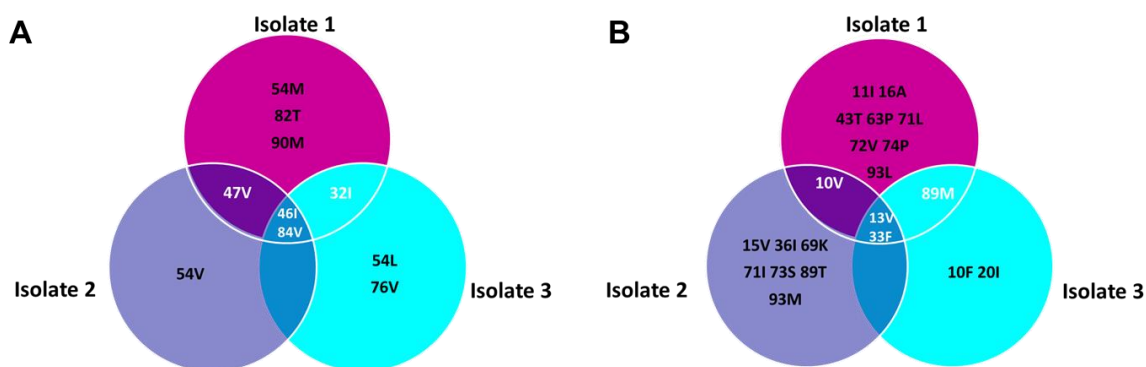 A
Isolate 1
54M
82T
90M
47V
32I
46I
84V
54V
54L
76V
Isolate 2
Isolate 3
B
Isolate 1
11I 16A
43T 63P 71L
72V 74P
93L
10V
89M
13V
33F
15V 36I 69K
71I 73S 89T
93M
10F 20I
Isolate 2
Isolate 3